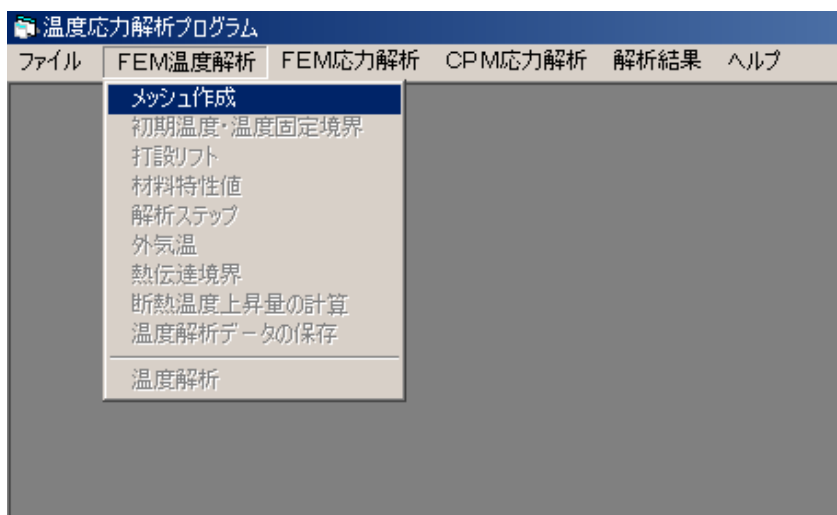 温度応力解析プログラム
ファイル FEM温度解析 FEM応力解析 CPM応力解析 解析結果 ヘルプ
メッシュ作成
初期温度・温度固定境界
打設リフト
材料特性値
解析ステップ
外気温
熱伝達境界
断熱温度上昇量の計算
温度解析データの保存
温度解析